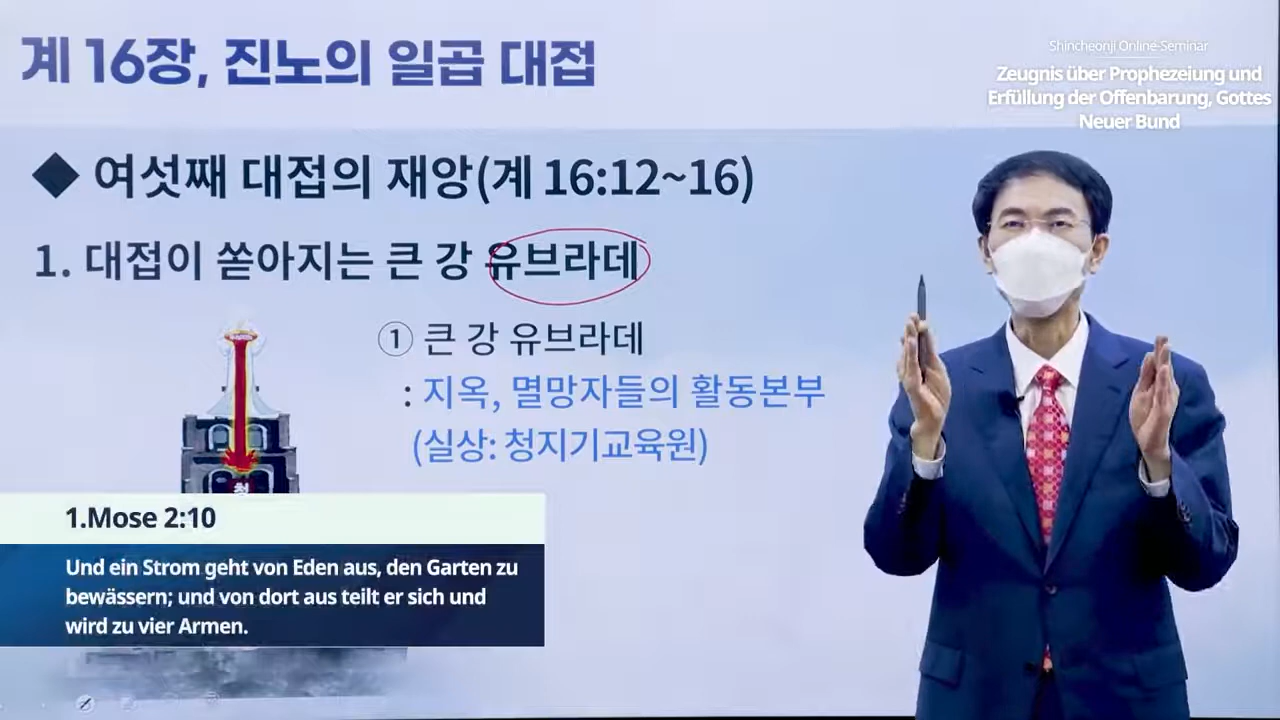 계 16장, 진노의 일곱 대접
Shincheonji Online-Seminar
Zeugnis über Prophezeiung und
Erfüllung der Offenbarung, Gottes
Neuer Bund
◆ 여섯째 대접의 재앙(계 16:12~16)
1. 대접이 쏟아지는 큰 강 유브라데
① 큰 강 유브라데
: 지옥, 멸망자들의 활동본부
(실상: 청지기교육원)
청
1.Mose 2:10
Und ein Strom geht von Eden aus, den Garten zu
bewässern; und von dort aus teilt er sich und
wird zu vier Armen.